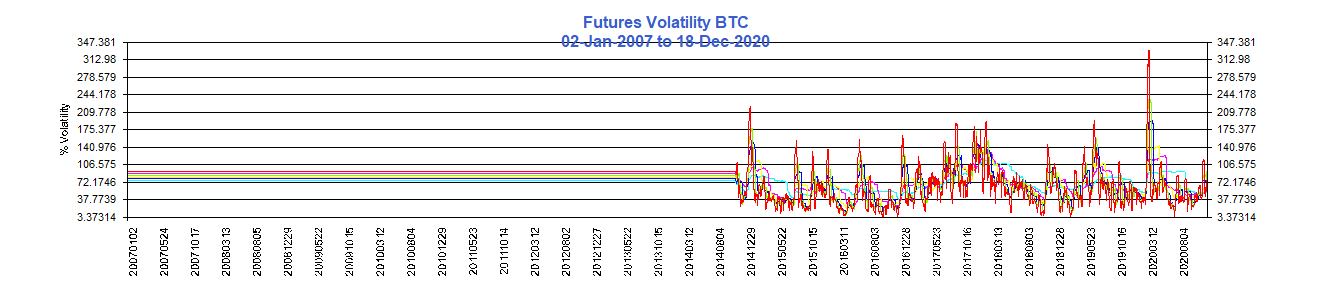 Futures Volatility BTC
02-Jan-2007 to 18-Dec-2020
% Volatility
347.381 347.381
312.98 312.98
278.579 278.579
244.178 244.178
209.778 209.778
175.377 175.377
140.976 140.976
106.575 106.575
72.1746 72.1746
37.7739 37.7739
3.37314 3.37314
20070102 20070524 20071017 20080313 20080805 20081229 20090522 20091015 20100312 20100804 20101229 20110523 20111014 20120312 20120802 20121227 20130522 20131015 20140312 20140804 20141229 20150522 20151015 20160311 20160803 20161228 20170523 20171016 20180313 20180803 20181228 20190523 20191016 20200312 20200804